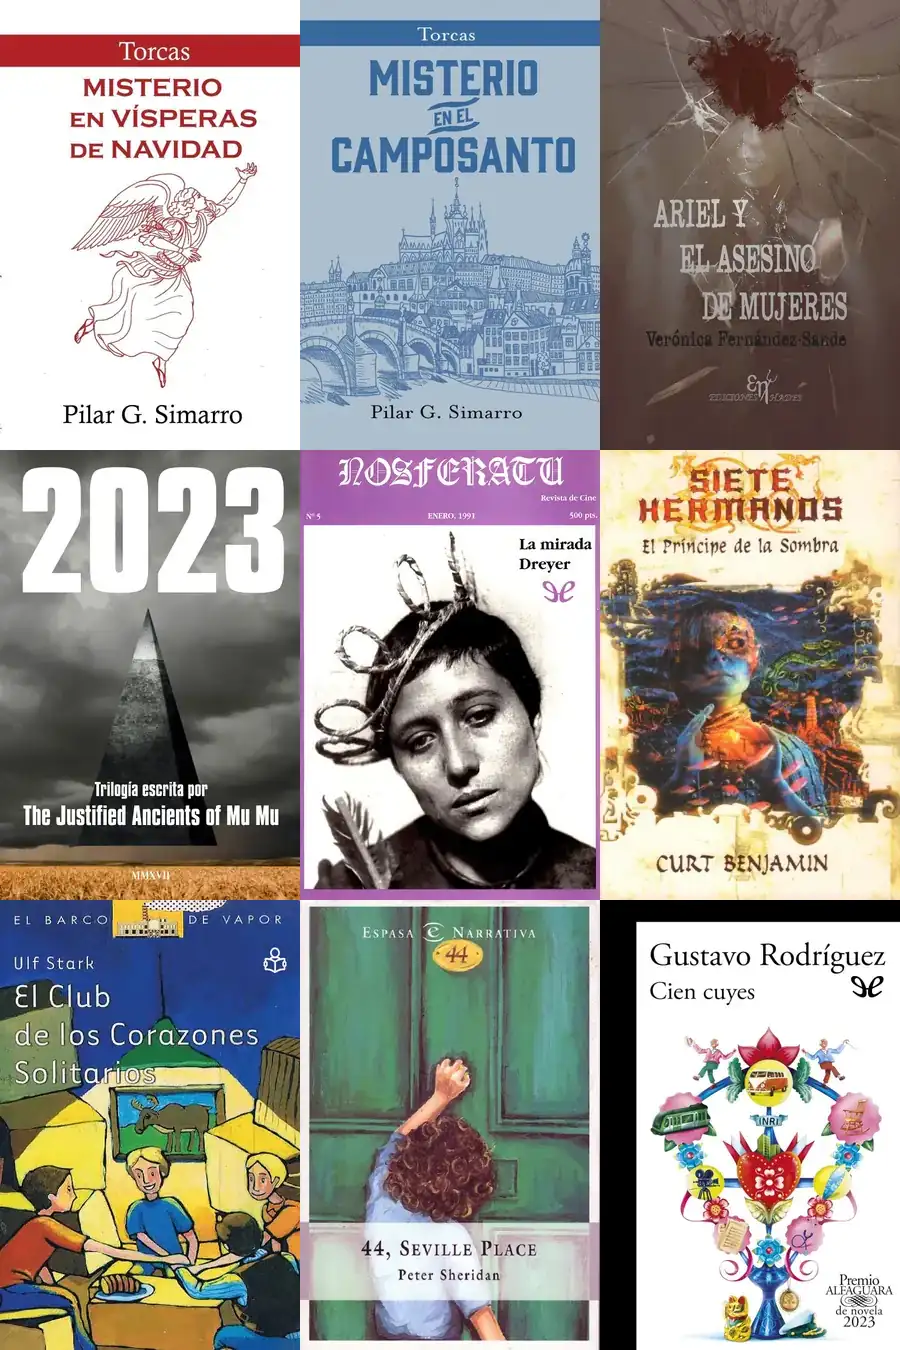 Torcas
MISTERIO
EN VÍSPERAS
DE NAVIDAD
Pilar G. Simarro
Torcas
MISTERIO
EN EL
CAMPOSANTO
Pilar G. Simarro
ARIEL Y
EL ASESINO
DE MUJERES
Verónica Fernández-Sande
EDICIONES HADES
2023
Trilogía escrita por
The Justified Ancients of Mu Mu
MMXVII
NOSFERATU
Revista de Cine
Nº 5
ENERO, 1991
500 pts.
La mirada
Dreyer
SIETE
HERMANOS
El Príncipe de la Sombra
CURT BENJAMIN
EL BARCO DE VAPOR
Ulf Stark
El Club
de los Corazones
Solitarios
ESPASA NARRATIVA
44
44, SEVILLE PLACE
Peter Sheridan
Gustavo Rodríguez
Cien cuyes
INRI
Premio
ALFAGUARA
de novela
2023